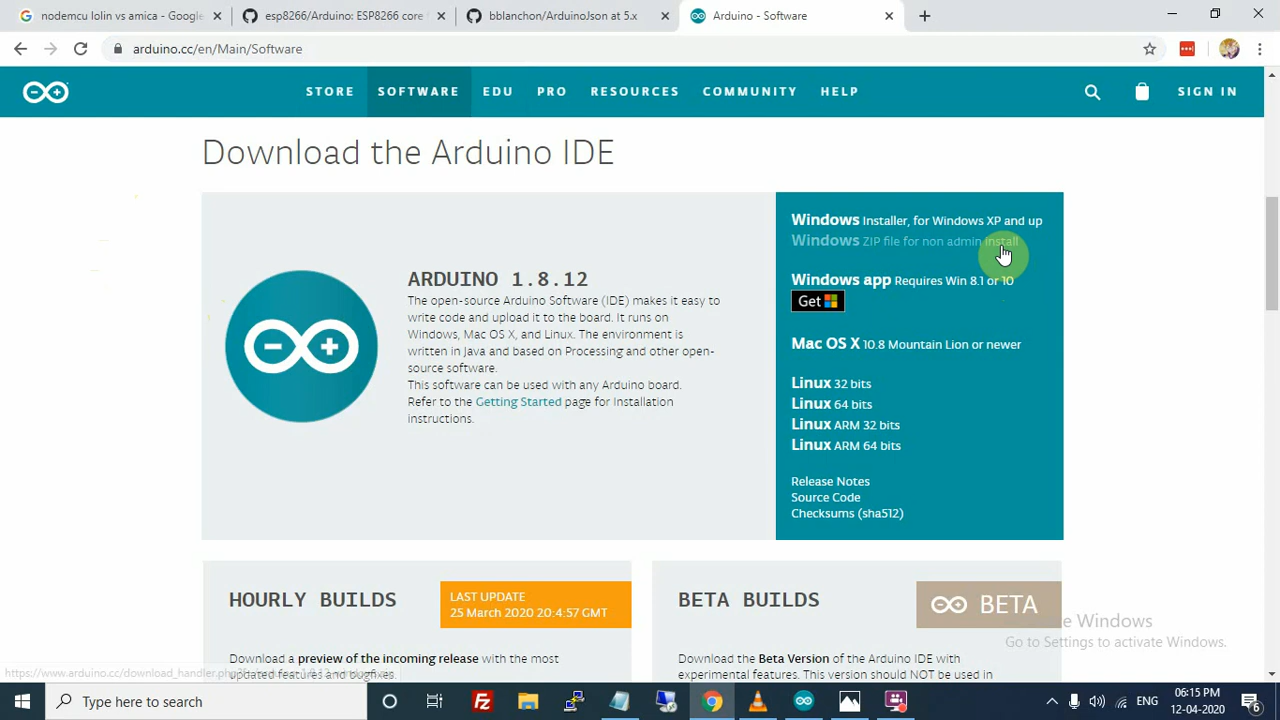 nodemcu lolin vs amica - Google
esp8266/Arduino: ESP8266 core
bblanchon/ArduinoJson at 5.x
Arduino - Software
arduino.cc/en/Main/Software
STORE SOFTWARE EDU PRO RESOURCES COMMUNITY HELP SIGN IN
Download the Arduino IDE
ARDUINO 1.8.12
The open-source Arduino Software (IDE) makes it easy to
write code and upload it to the board. It runs on
Windows, Mac OS X, and Linux. The environment is
written in Java and based on Processing and other open-
source software.
This software can be used with any Arduino board.
Refer to the Getting Started page for Installation
instructions.
Windows Installer, for Windows XP and up
Windows ZIP file for non admin install
Windows app Requires Win 8.1 or 10
Get
Mac OS X 10.8 Mountain Lion or newer
Linux 32 bits
Linux 64 bits
Linux ARM 32 bits
Linux ARM 64 bits
Release Notes
Source Code
Checksums (sha512)
HOURLY BUILDS
LAST UPDATE
25 March 2020 20:4:57 GMT
Download a preview of the incoming release with the most
updated features and bugfixes.
BETA BUILDS
BETA
Download the Beta Version of the Arduino IDE with
experimental features. This version should NOT be used in
Windows
Go to Settings to activate Windows.
Type here to search
ENG
06:15 PM
12-04-2020
6